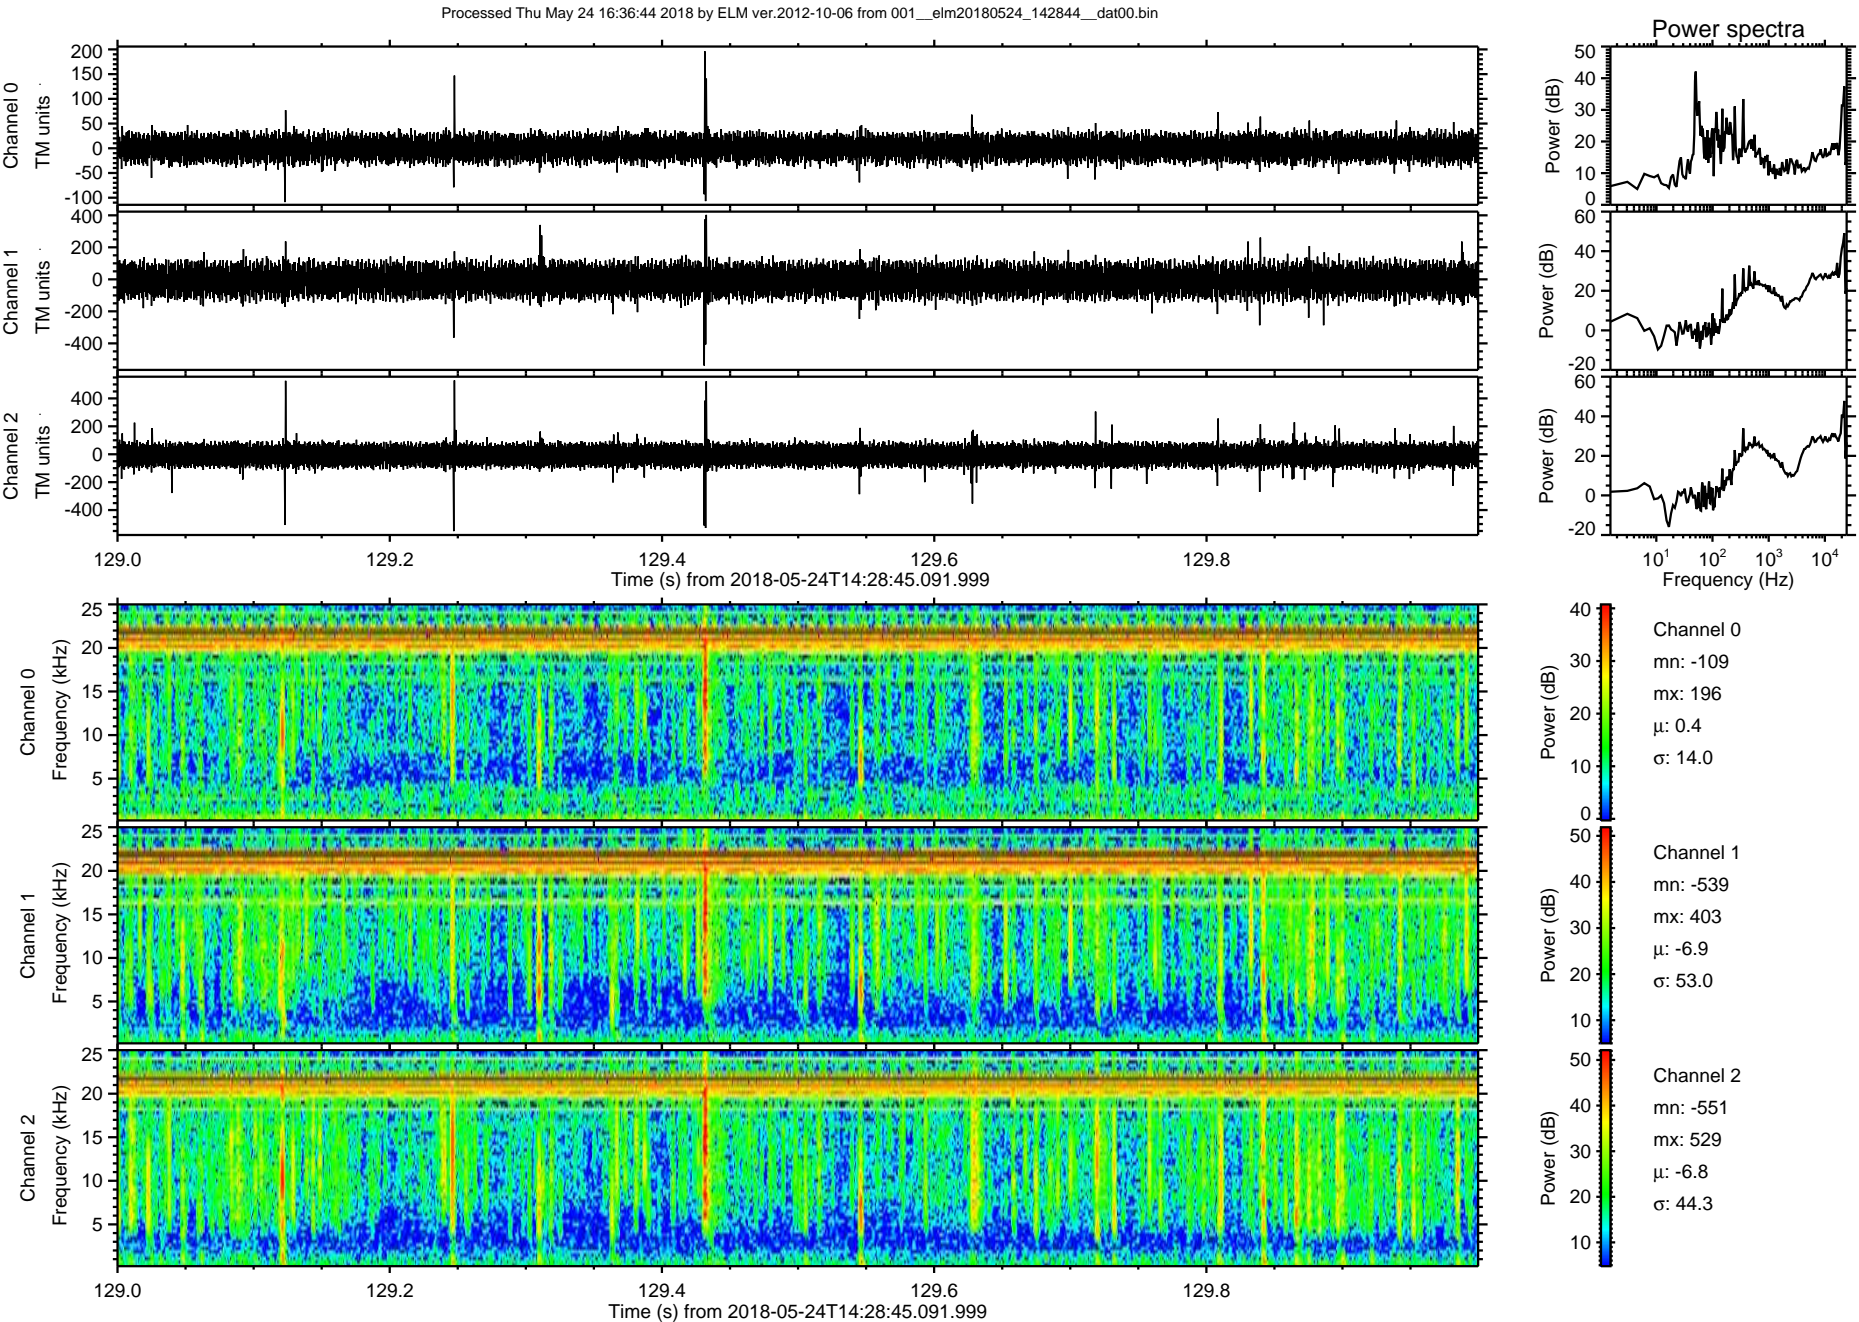 Processed Thu May 24 16:36:44 2018 by ELM ver.2012-10-06 from 001__elm20180524_142844__dat00.bin
Power spectra
Channel 0
TM units
200
150
100
50
0
-50
-100
Power (dB)
50
40
30
20
10
0
Channel 1
TM units
400
200
0
-200
-400
Power (dB)
60
40
20
0
-20
Channel 2
TM units
400
200
0
-200
-400
Power (dB)
60
40
20
0
-20
129.0 129.2 129.4 129.6 129.8
Time (s) from 2018-05-24T14:28:45.091.999
10^1 10^2 10^3 10^4
Frequency (Hz)
Channel 0
Frequency (kHz)
25
20
15
10
5
Power (dB)
40
30
20
10
0
Channel 0
mn: -109
mx: 196
μ: 0.4
σ: 14.0
Channel 1
Frequency (kHz)
25
20
15
10
5
Power (dB)
50
40
30
20
10
Channel 1
mn: -539
mx: 403
μ: -6.9
σ: 53.0
Channel 2
Frequency (kHz)
25
20
15
10
5
Power (dB)
50
40
30
20
10
Channel 2
mn: -551
mx: 529
μ: -6.8
σ: 44.3
129.0 129.2 129.4 129.6 129.8
Time (s) from 2018-05-24T14:28:45.091.999